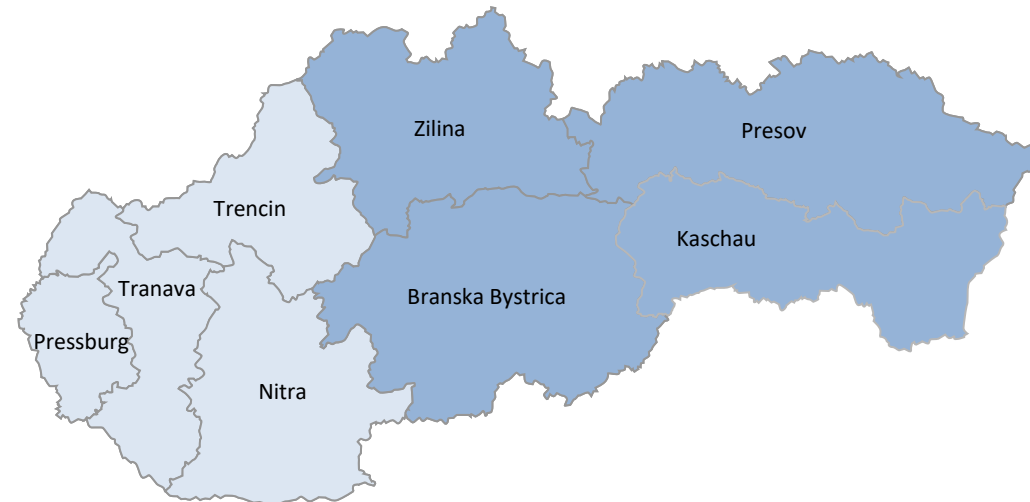 Zilina
Presov
Trencin
Kaschau
Tranava
Branska Bystrica
Pressburg
Nitra